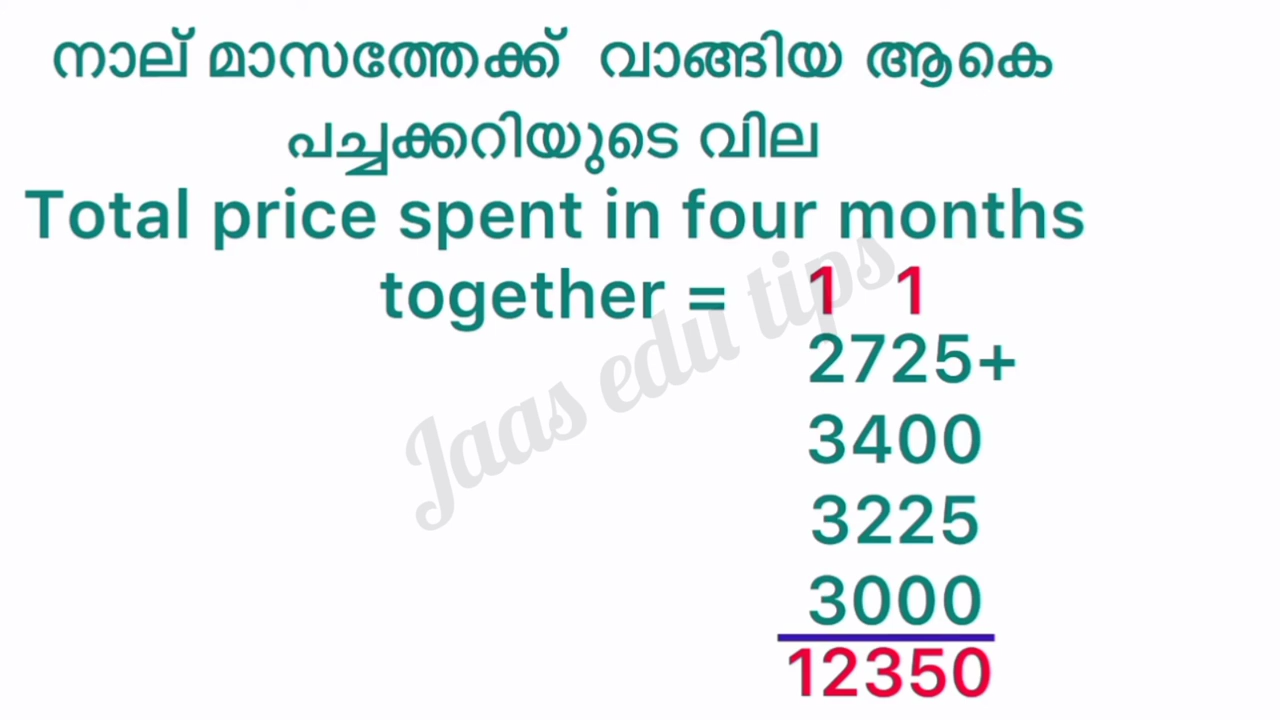 നാല് മാസത്തേക്ക് വാങ്ങിയ ആകെ
പച്ചക്കറിയുടെ വില
Total price spent in four months
together = 1 1
2725+
3400
3225
3000
12350
Jaas edu tips